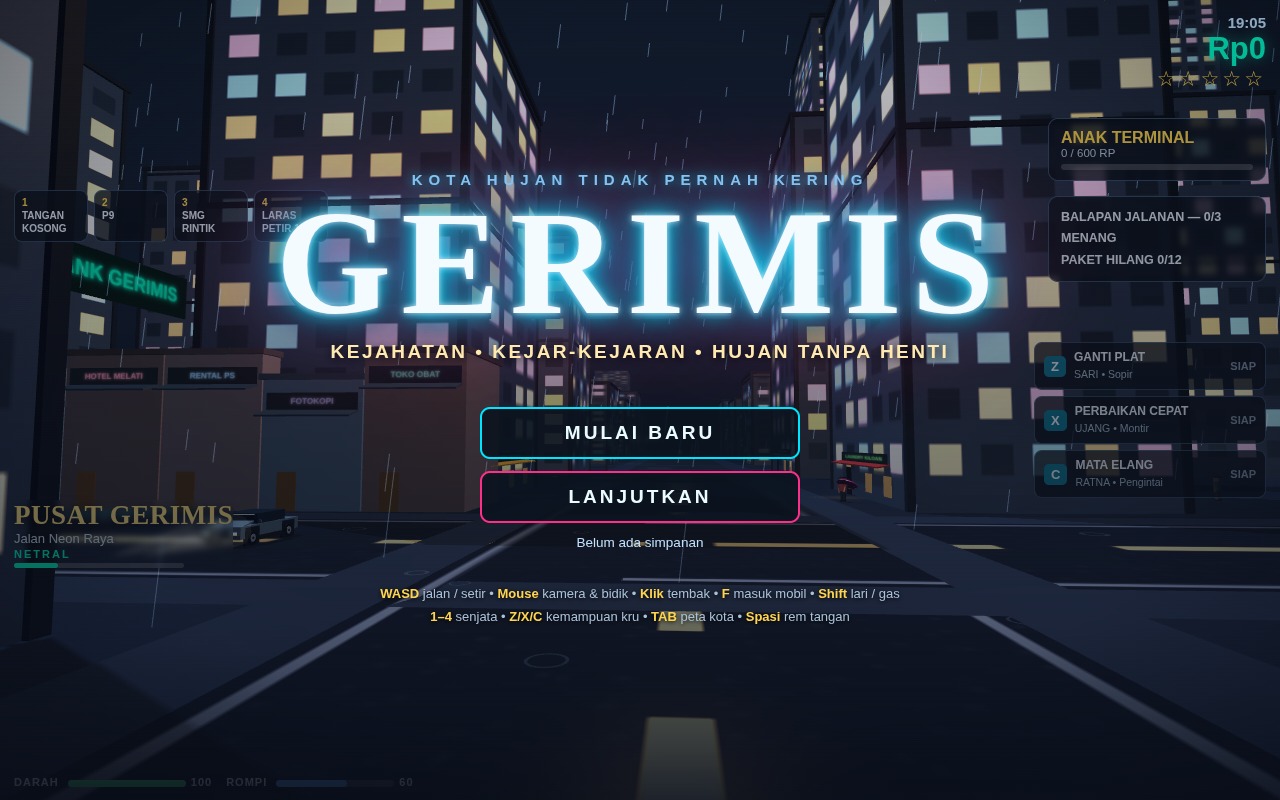 19:05
Rp0
ANAK TERMINAL
0 / 600 RP
BALAPAN JALANAN — 0/3
MENANG
PAKET HILANG 0/12
KOTA HUJAN TIDAK PERNAH KERING
1
TANGAN
KOSONG
2
P9
3
SMG
RINTIK
4
LARAS
PETIR
GERIMIS
NK GERIMIS
KEJAHATAN • KEJAR-KEJARAN • HUJAN TANPA HENTI
HOTEL MELATI
RENTAL PS
FOTOKOPI
TOKO OBAT
Z
GANTI PLAT
SARI • Sopir
SIAP
X
PERBAIKAN CEPAT
UJANG • Montir
SIAP
C
MATA ELANG
RATNA • Pengintai
SIAP
MULAI BARU
LANJUTKAN
Belum ada simpanan
PUSAT GERIMIS
Jalan Neon Raya
NETRAL
WASD jalan / setir • Mouse kamera & bidik • Klik tembak • F masuk mobil • Shift lari / gas
1–4 senjata • Z/X/C kemampuan kru • TAB peta kota • Spasi rem tangan
DARAH 100 ROMPI 60